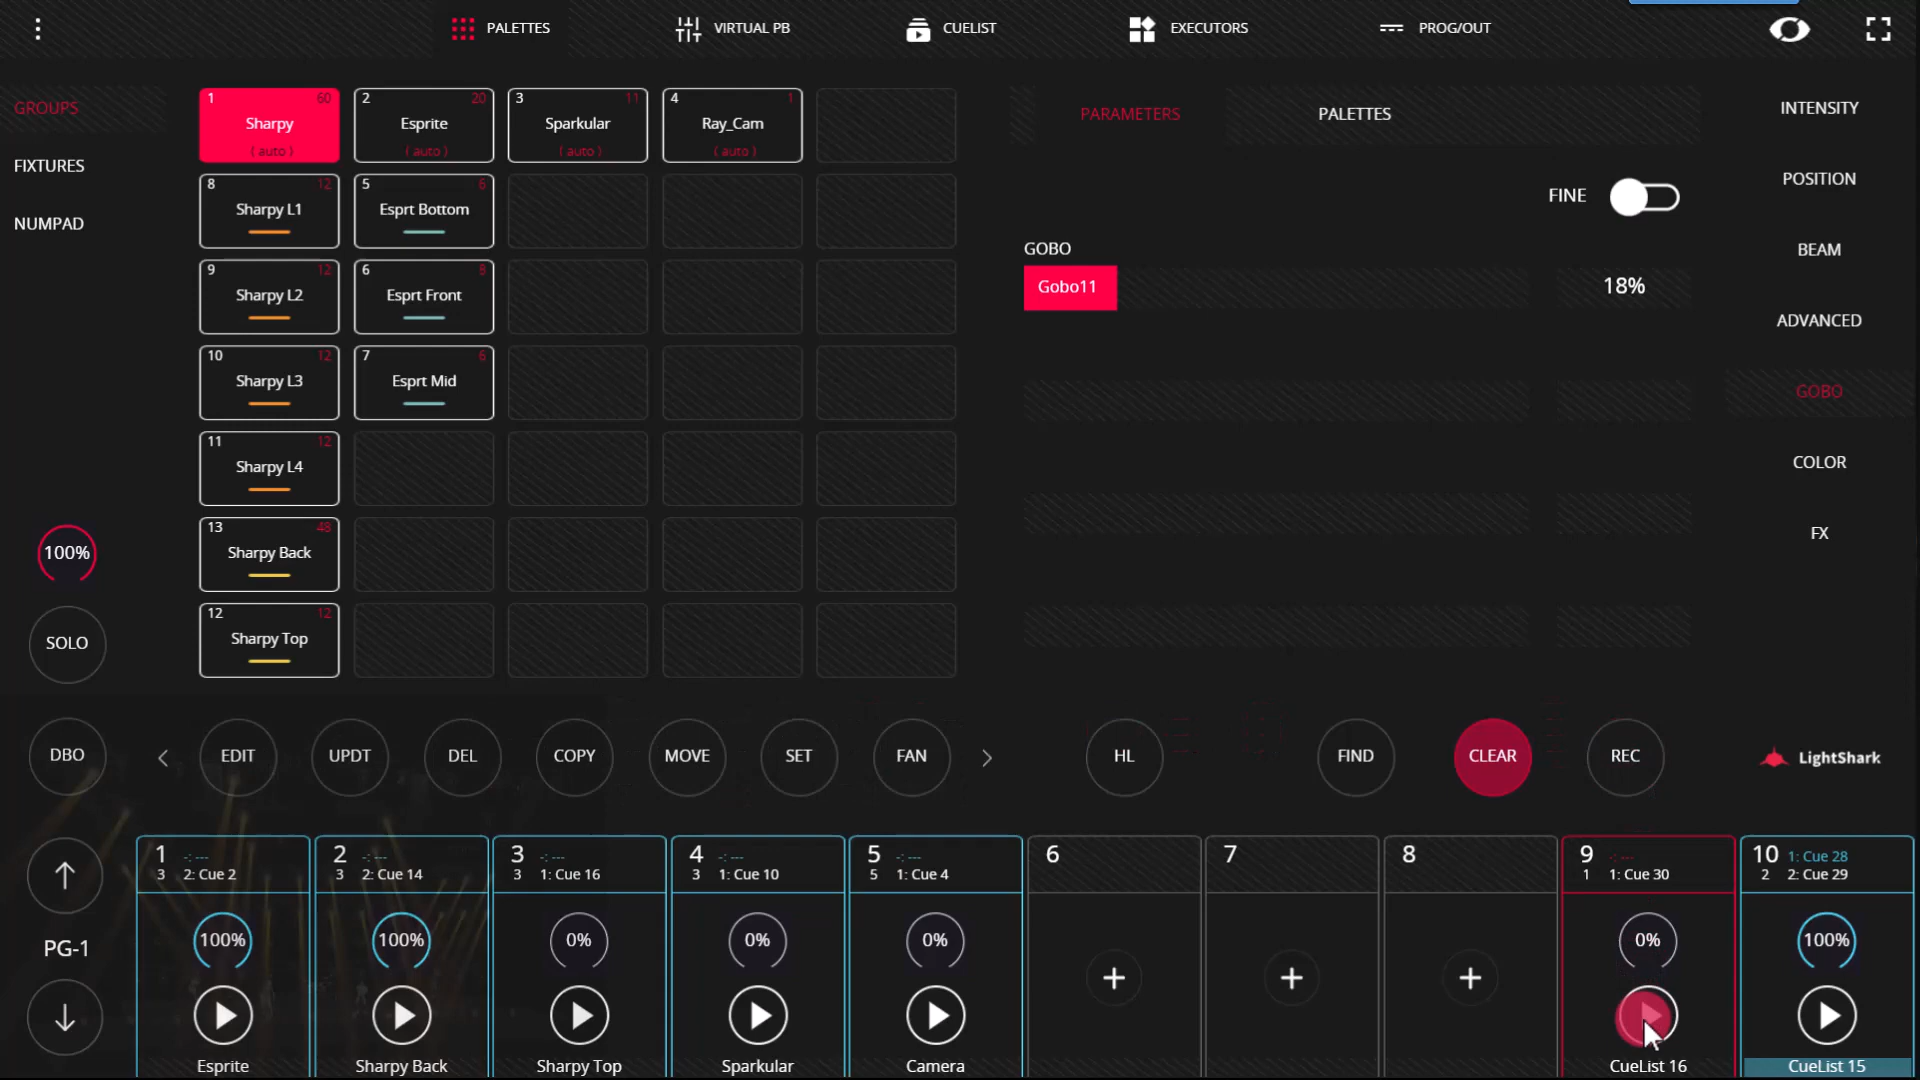 PALETTES
VIRTUAL PB
CUELIST
EXECUTORS
PROG/OUT
GROUPS
FIXTURES
NUMPAD
1 60
Sharpy
( auto )
2 20
Esprite
( auto )
3 11
Sparkular
( auto )
4 1
Ray_Cam
( auto )
8 12
Sharpy L1
5 6
Esprt Bottom
9 12
Sharpy L2
6 8
Esprt Front
10 12
Sharpy L3
7 6
Esprt Mid
11 12
Sharpy L4
13 48
Sharpy Back
12 12
Sharpy Top
PARAMETERS
PALETTES
FINE
GOBO
Gobo11
18%
INTENSITY
POSITION
BEAM
ADVANCED
GOBO
COLOR
FX
100%
SOLO
DBO
EDIT
UPDT
DEL
COPY
MOVE
SET
FAN
HL
FIND
CLEAR
REC
LightShark
PG-1
1 -: ---
3 2: Cue 2
100%
Esprite
2 -: ---
3 2: Cue 14
100%
Sharpy Back
3 -: ---
3 1: Cue 16
0%
Sharpy Top
4 -: ---
3 1: Cue 10
0%
Sparkular
5 -: ---
5 1: Cue 4
0%
Camera
6
+
7
+
8
+
9 -: ---
1 1: Cue 30
0%
CueList 16
10 1: Cue 28
2 2: Cue 29
100%
CueList 15